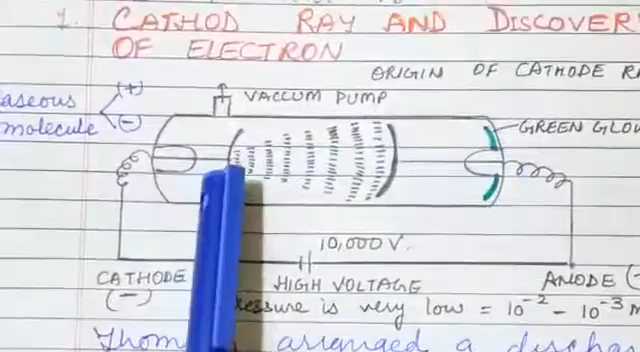 1. CATHOD RAY AND DISCOVER
OF ELECTRON
ORIGIN OF CATHODE R
aseous
molecule
(+)
(-)
VACCUM PUMP
GREEN GLOW
10,000 V.
CATHODE
(-)
HIGH VOLTAGE
ANODE (
essure is very low = 10⁻² - 10⁻³ m
Thom arranged a discha